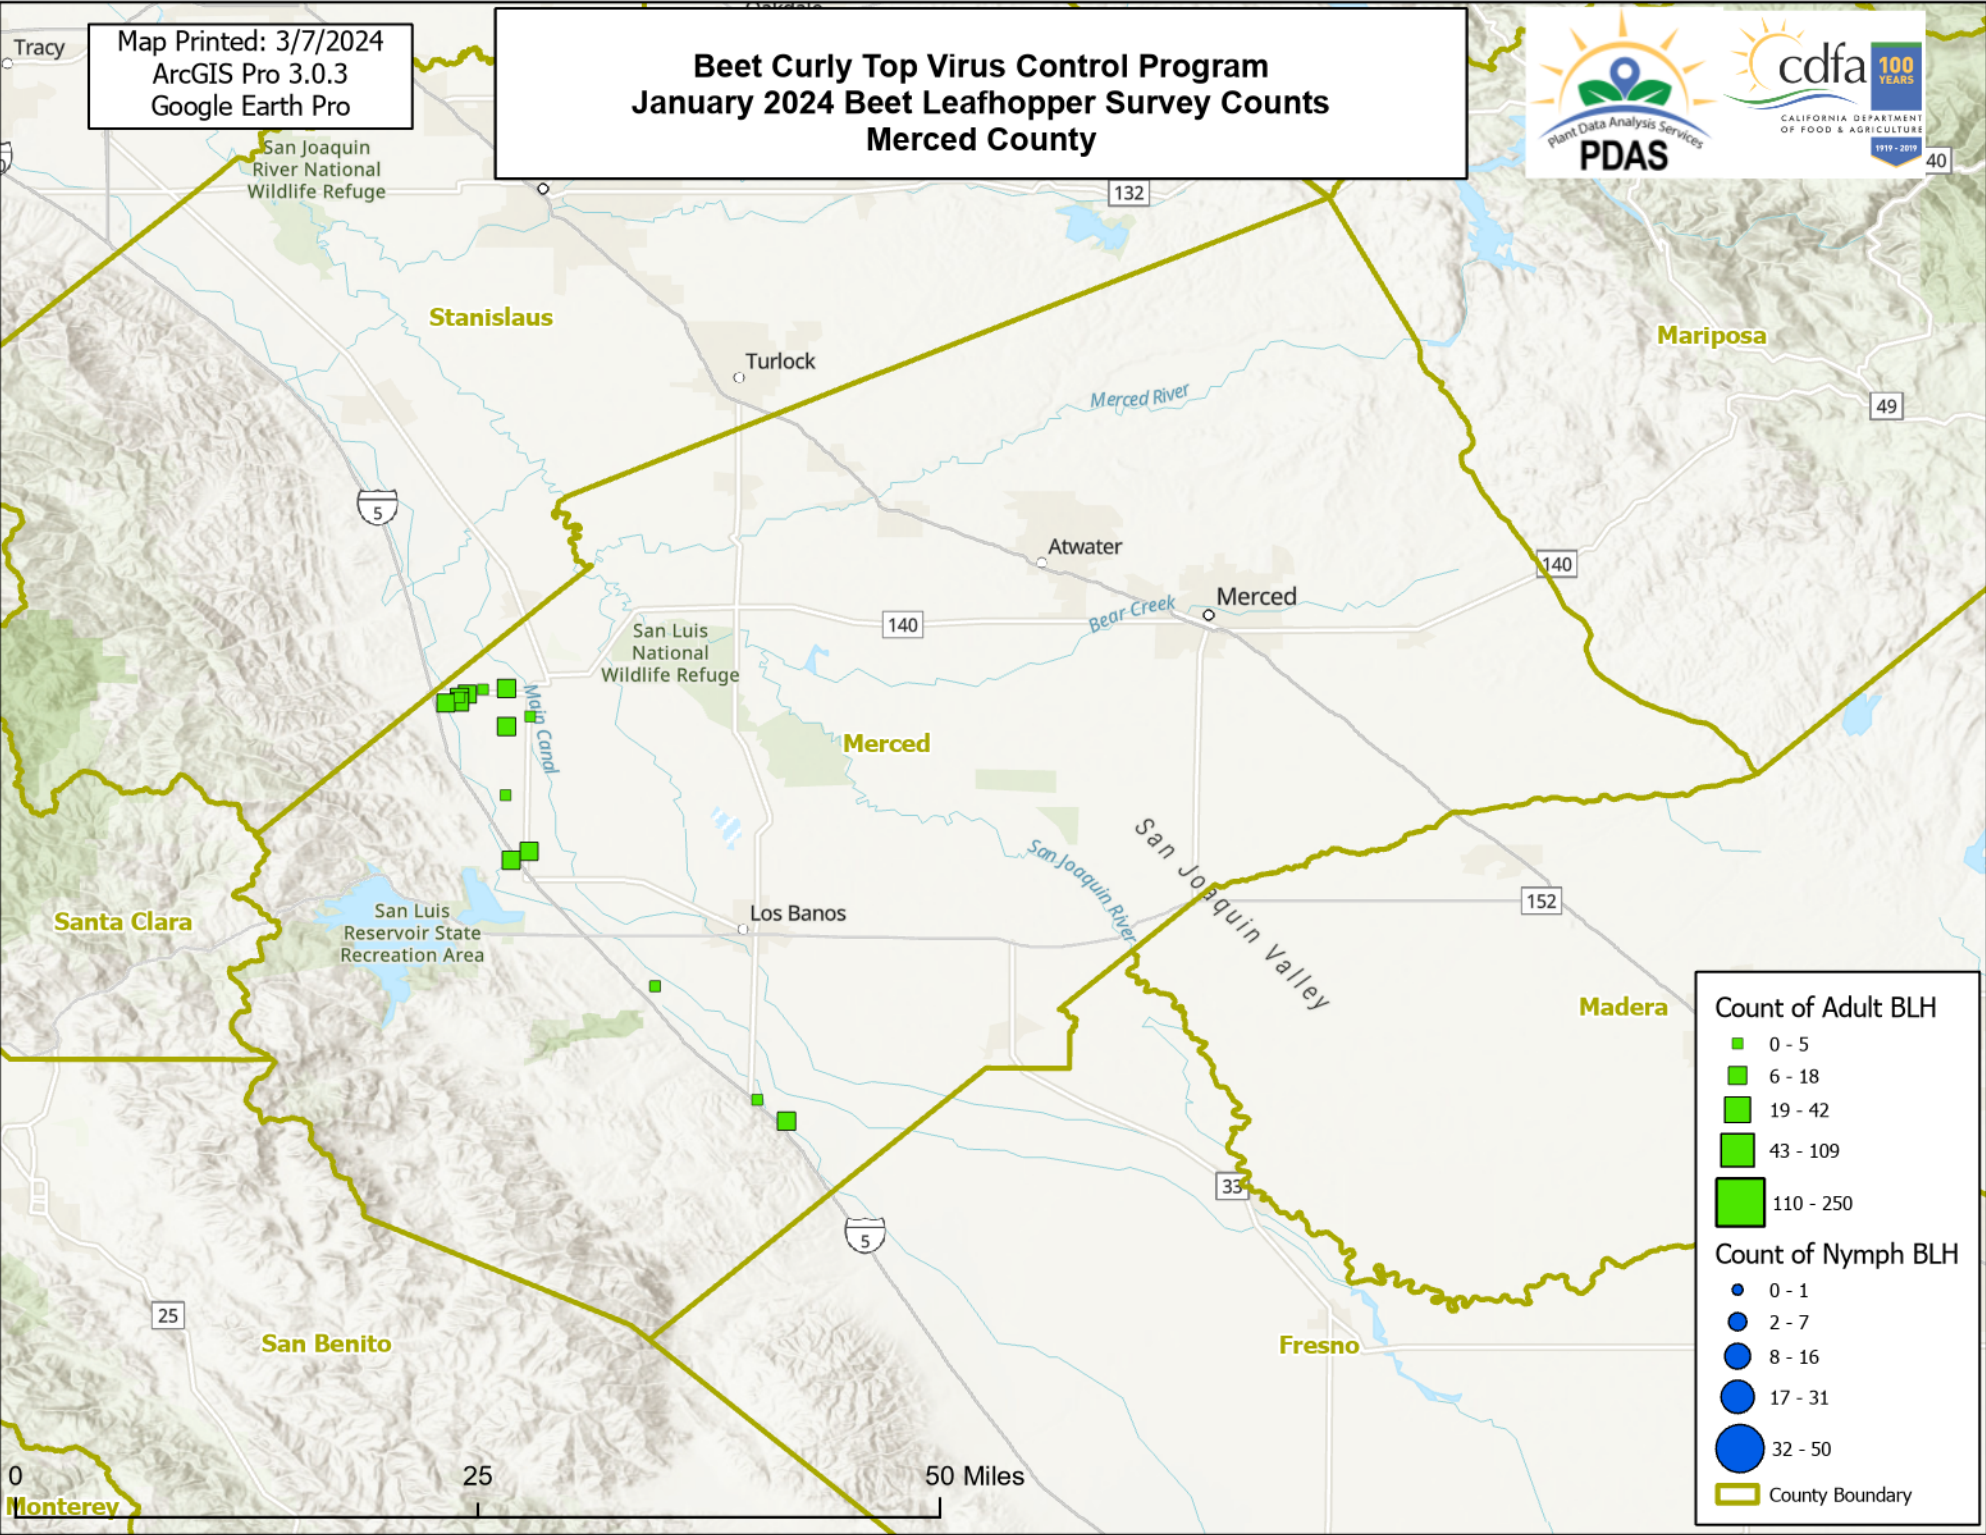 Oakdale
Tracy
Map Printed: 3/7/2024
ArcGIS Pro 3.0.3
Google Earth Pro
Beet Curly Top Virus Control Program
January 2024 Beet Leafhopper Survey Counts
Merced County
Plant Data Analysis Services
PDAS
cdfa
100
YEARS
CALIFORNIA DEPARTMENT
OF FOOD & AGRICULTURE
1919 - 2019
40
San Joaquin
River National
Wildlife Refuge
132
Stanislaus
Mariposa
Turlock
Merced River
49
5
Atwater
140
Merced
Bear Creek
140
San Luis
National
Wildlife Refuge
Main Canal
Merced
San Joaquin River
San Joaquin Valley
Santa Clara
San Luis
Reservoir State
Recreation Area
Los Banos
152
Madera
33
5
25
San Benito
Fresno
Monterey
0
25
50 Miles
Count of Adult BLH
0 - 5
6 - 18
19 - 42
43 - 109
110 - 250
Count of Nymph BLH
0 - 1
2 - 7
8 - 16
17 - 31
32 - 50
County Boundary